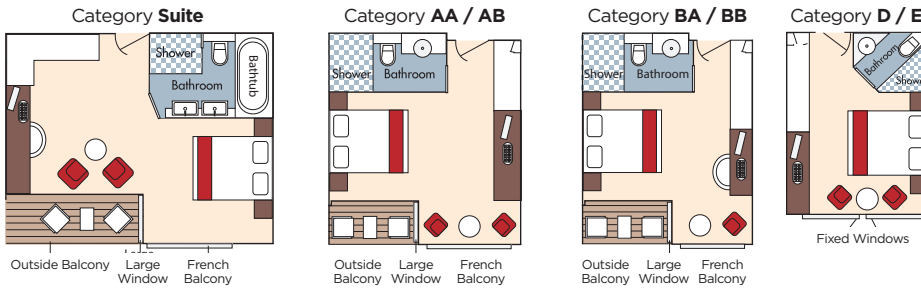 Category Suite
Category AA / AB
Category BA / BB
Category D / E
Shower
Bathroom
Bathtub
Shower
Bathroom
Shower
Bathroom
Bathroom
Outside Balcony
Large
Window
French
Balcony
Outside
Balcony
Large
Window
French
Balcony
Outside
Balcony
Large
Window
French
Balcony
Fixed Windows